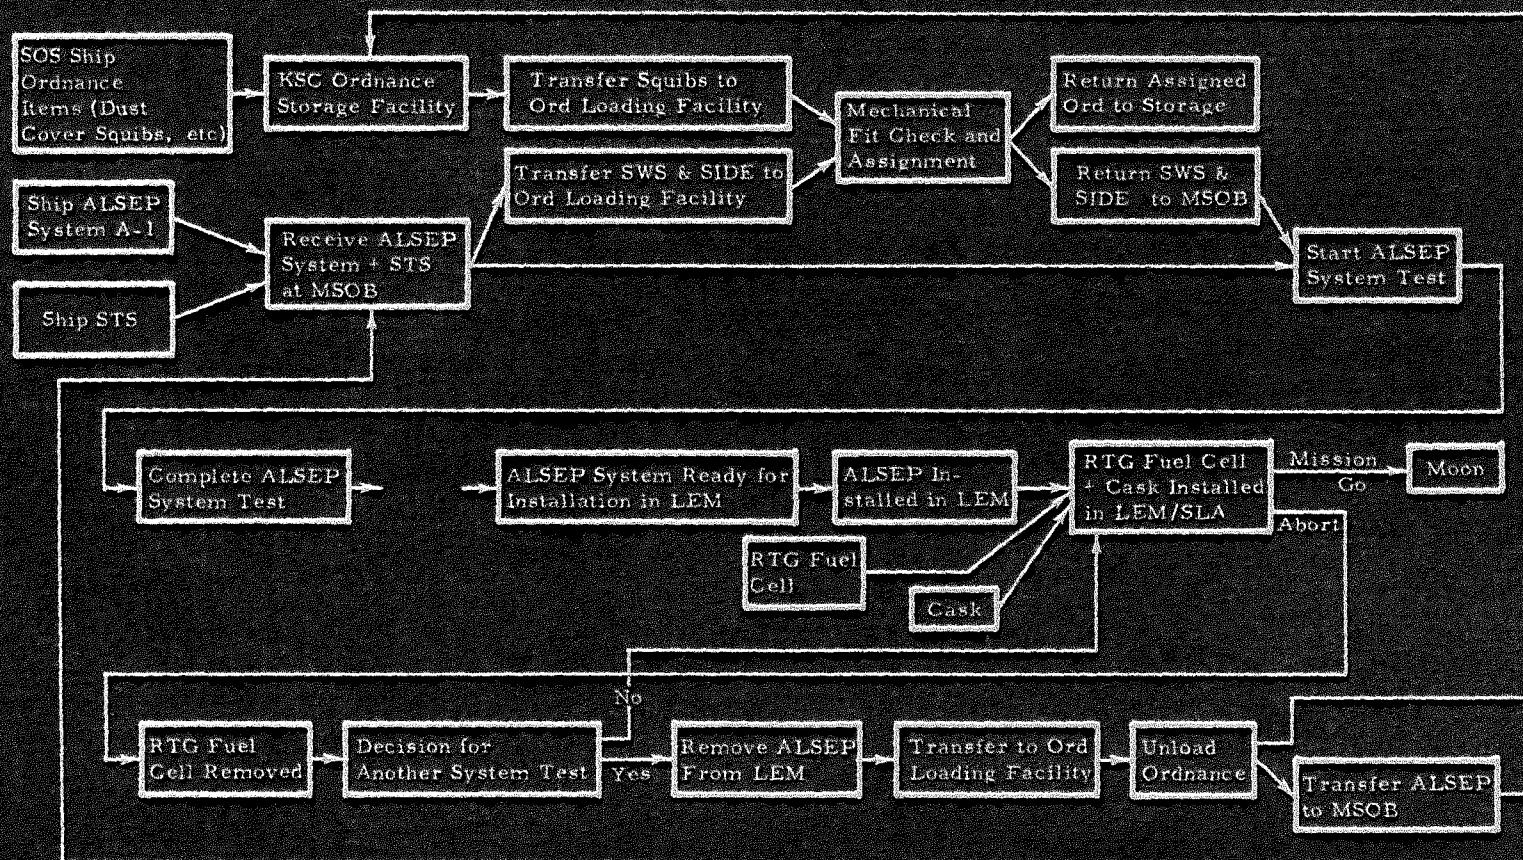 SOS Ship
Ordnance
Items (Dust
Cover Squibs, etc)
KSC Ordnance
Storage Facility
Transfer Squibs to
Ord Loading Facility
Mechanical
Fit Check and
Assignment
Return Assigned
Ord to Storage
Ship ALSEP
System A-1
Receive ALSEP
System + STS
at MSOB
Transfer SWS & SIDE to
Ord Loading Facility
Return SWS &
SIDE to MSOB
Start ALSEP
System Test
Ship STS
Complete ALSEP
System Test
ALSEP System Ready for
Installation in LEM
ALSEP In-
stalled in LEM
RTG Fuel Cell
+ Cask Installed
in LEM/SLA
Mission
Go
Moon
Abort
RTG Fuel
Cell
Cask
No
RTG Fuel
Cell Removed
Decision for
Another System Test
Yes
Remove ALSEP
From LEM
Transfer to Ord
Loading Facility
Unload
Ordnance
Transfer ALSEP
to MSOB